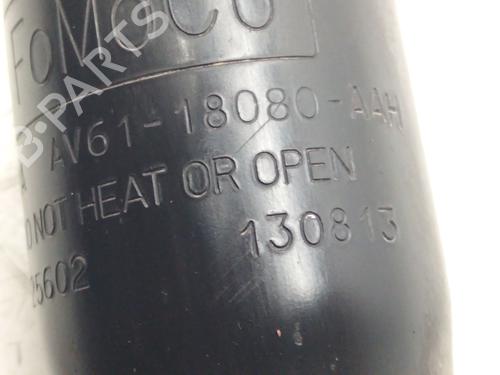 FoMoCo
AV61-18080-AAH
DO NOT HEAT OR OPEN
25602 130813
B-PARTS